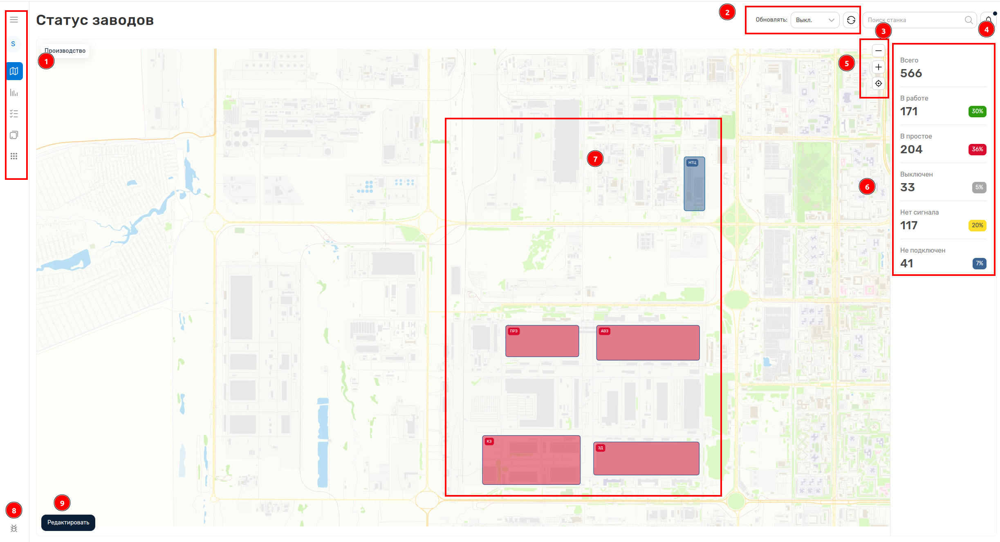 Статус заводов
2
Обновлять:
Выкл.
Поиск станка
3
4
S
Производство
1
5
Всего
566
В работе
171
30%
В простое
204
36%
Выключен
33
5%
6
Нет сигнала
117
20%
Не подключен
41
7%
7
НТЦ
ПРЗ
АВЗ
КЗ
ЗД
8
9
Редактировать